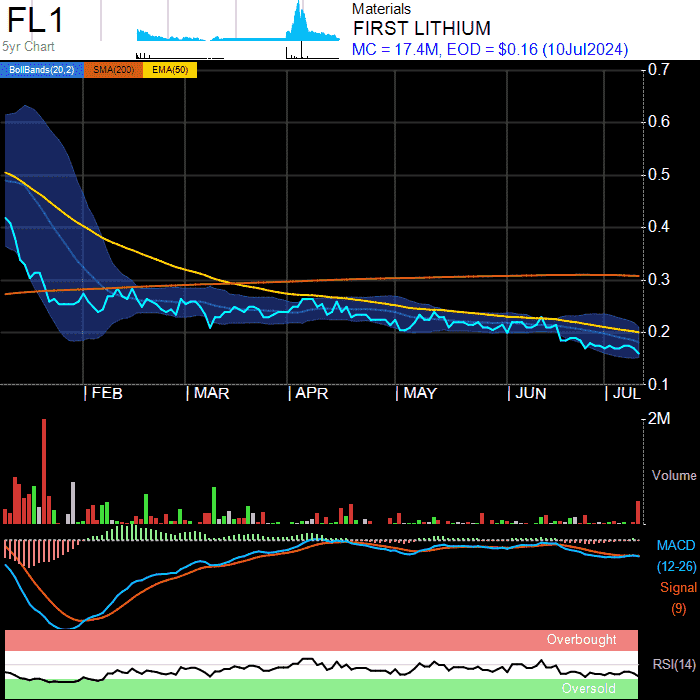 FL1
5yr Chart
Materials
FIRST LITHIUM
MC = 17.4M, EOD = $0.16 (10Jul2024)
BollBands(20,2) SMA(200) EMA(50)
0.7
0.6
0.5
0.4
0.3
0.2
0.1
FEB MAR APR MAY JUN JUL
2M
Volume
MACD
(12-26)
Signal
(9)
Overbought
RSI(14)
Oversold